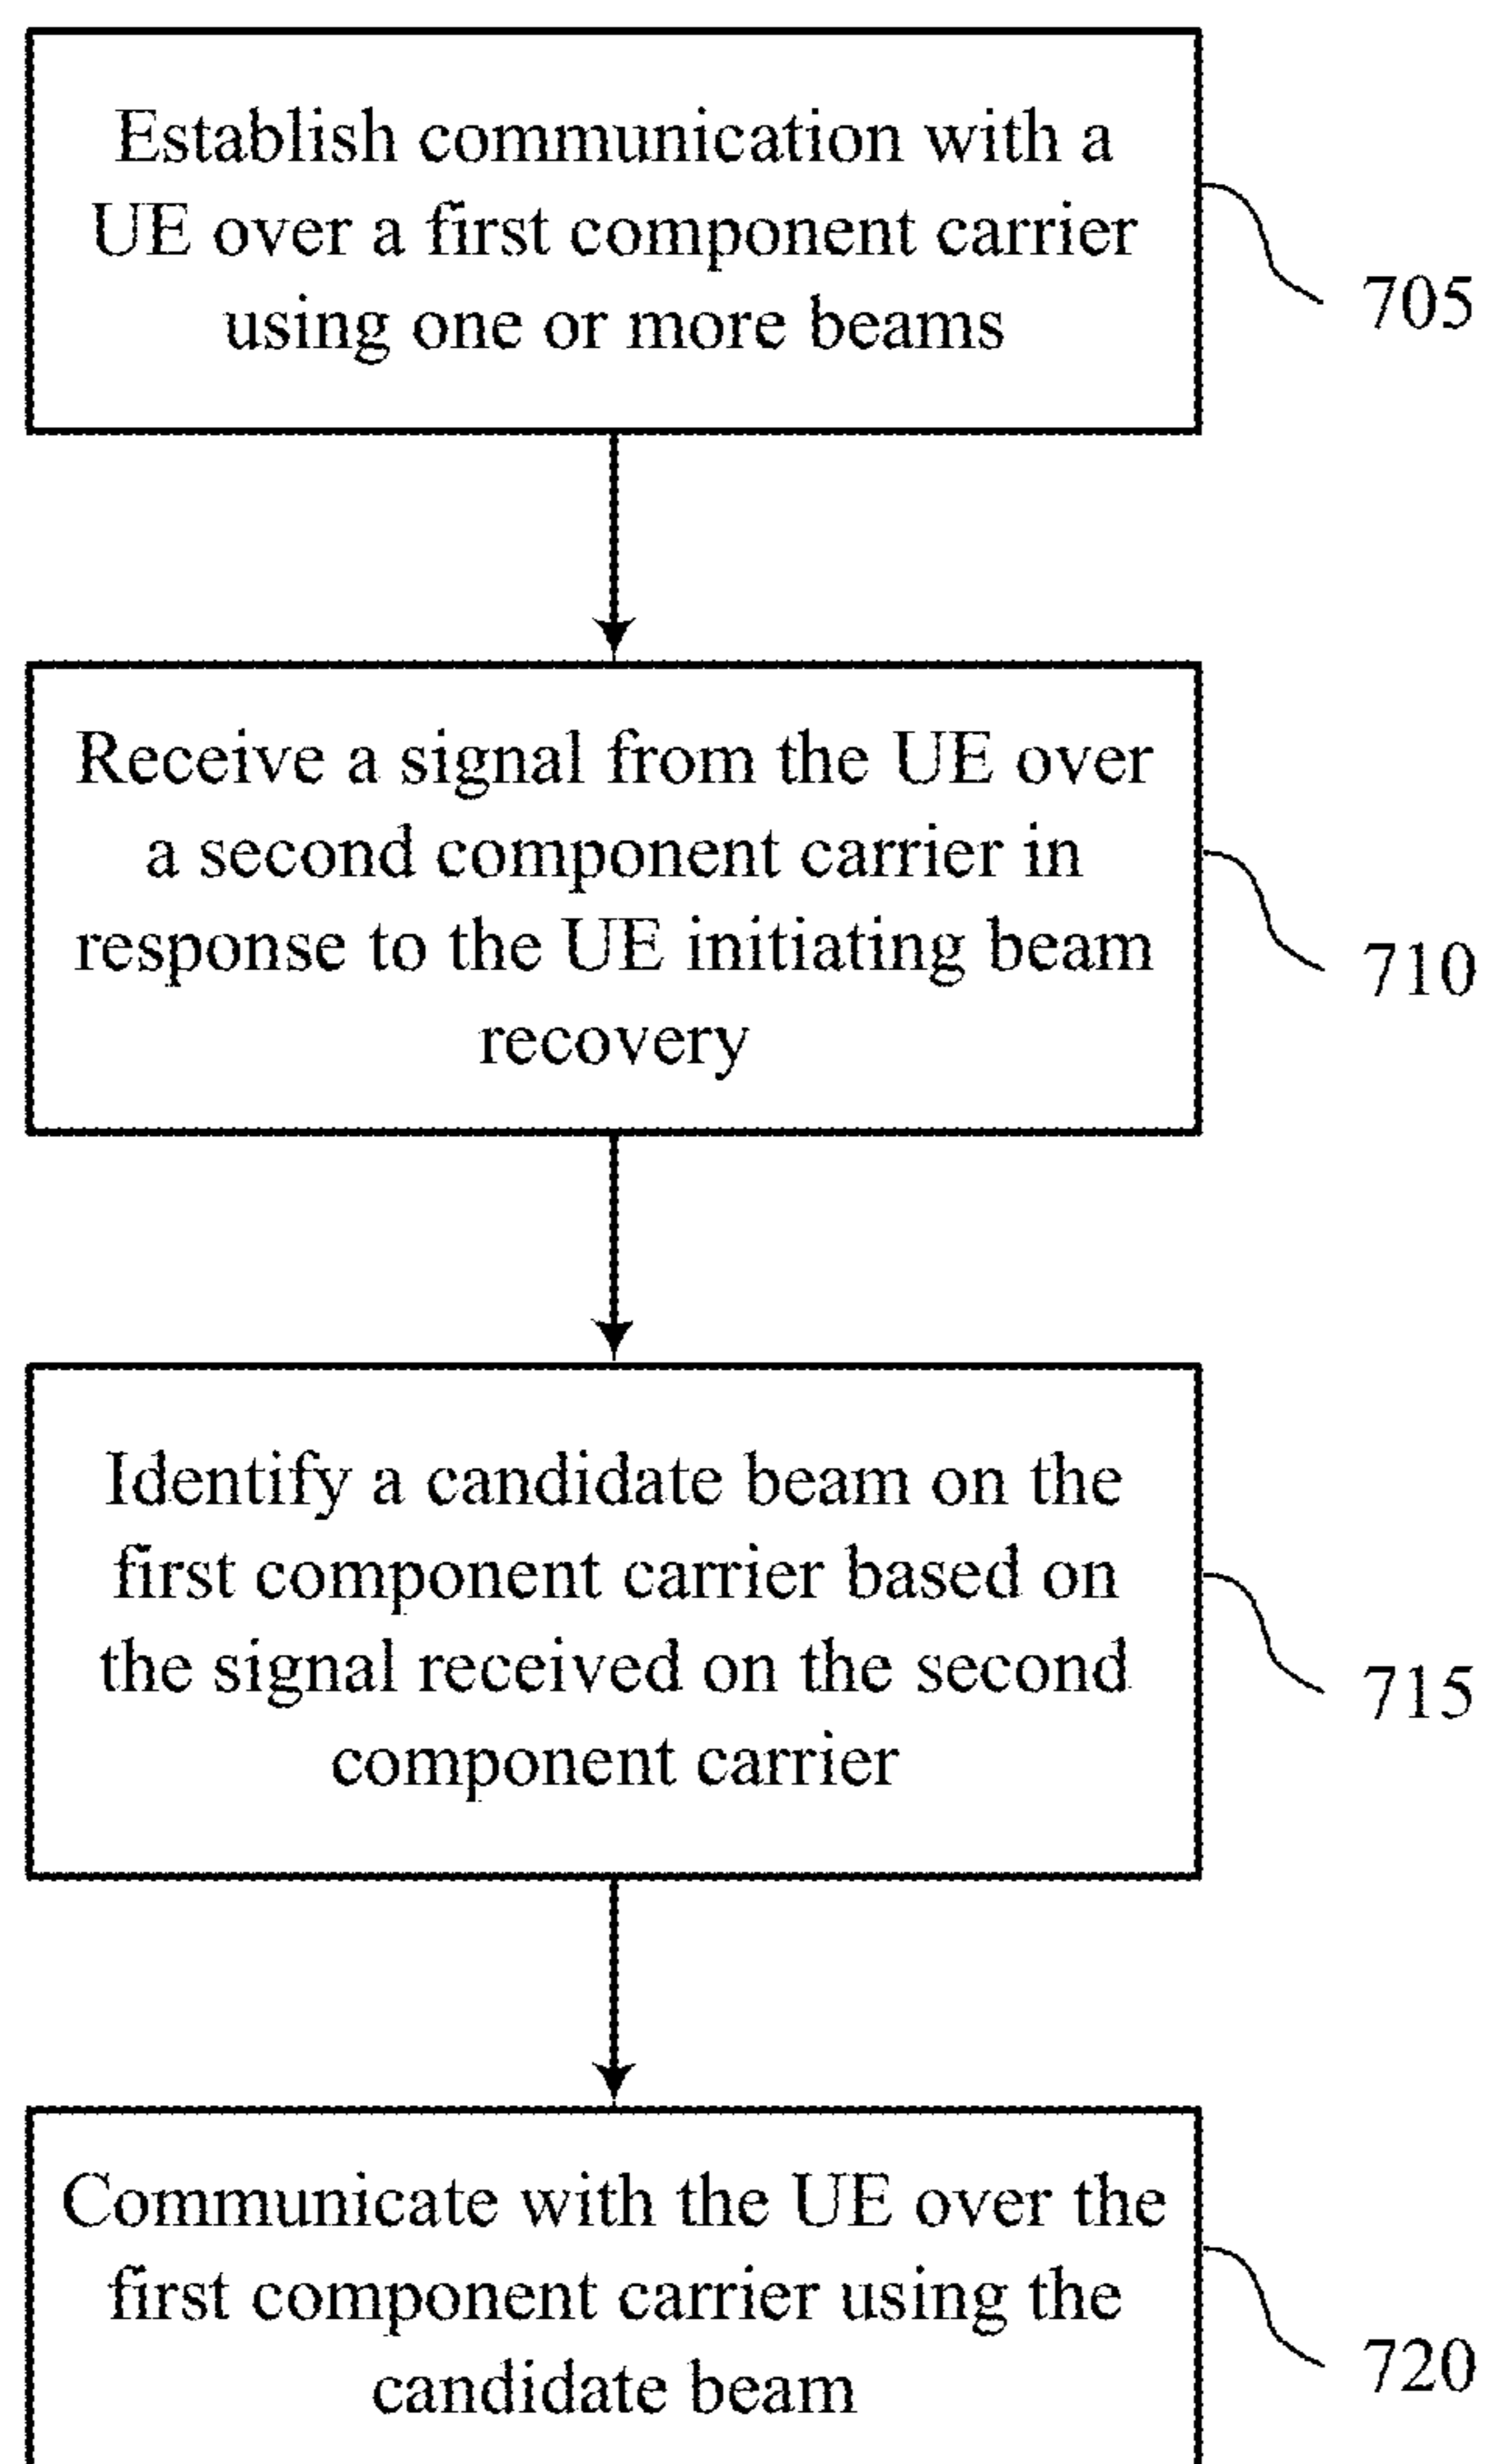 Establish communication with a
UE over a first component carrier
using one or more beams
705
Receive a signal from the UE over
a second component carrier in
response to the UE initiating beam
recovery
710
Identify a candidate beam on the
first component carrier based on
the signal received on the second
component carrier
715
Communicate with the UE over the
first component carrier using the
candidate beam
720